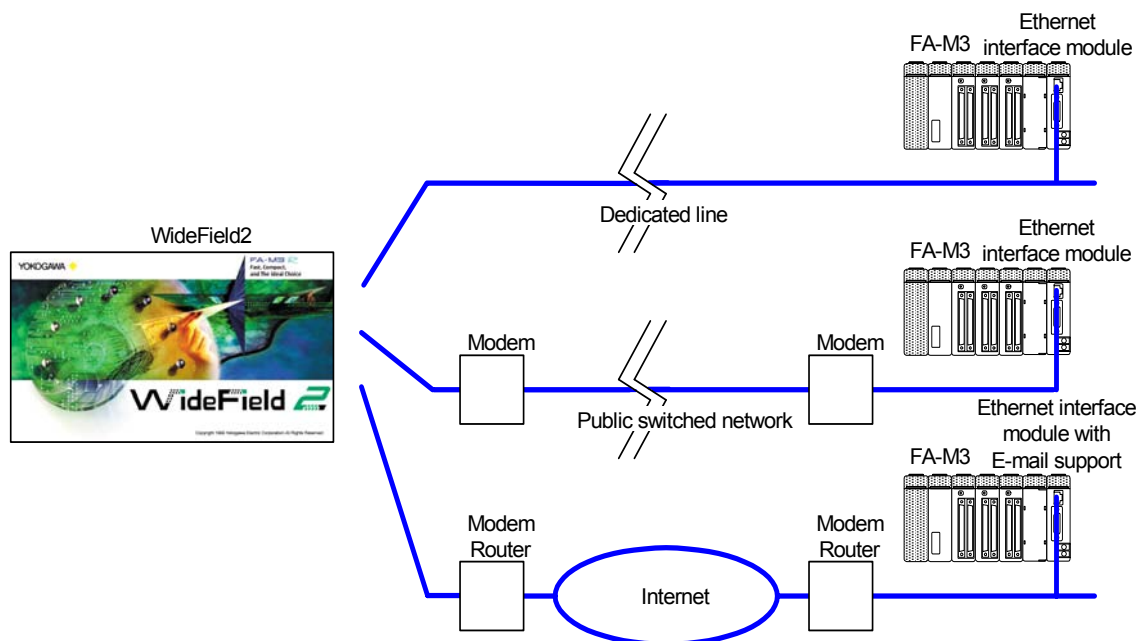 FA-M3
Ethernet
interface module
Dedicated line
WideField2
YOKOGAWA
FA-M3 R
Fast, Compact,
and The Ideal Choice
WideField 2
FA-M3
Ethernet
interface module
Modem
Modem
Public switched network
FA-M3
Ethernet interface
module with
E-mail support
Modem
Router
Internet
Modem
Router